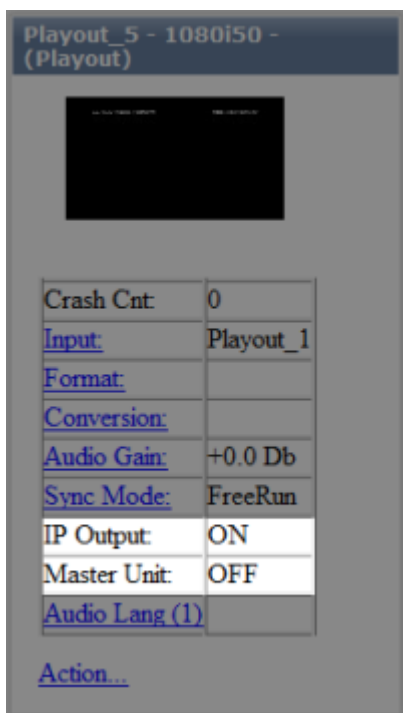 Playout_5 - 1080i50 -
(Playout)
Crash Cnt: 0
Input: Playout_1
Format:
Conversion:
Audio Gain: +0.0 Db
Sync Mode: FreeRun
IP Output: ON
Master Unit: OFF
Audio Lang (1)
Action...